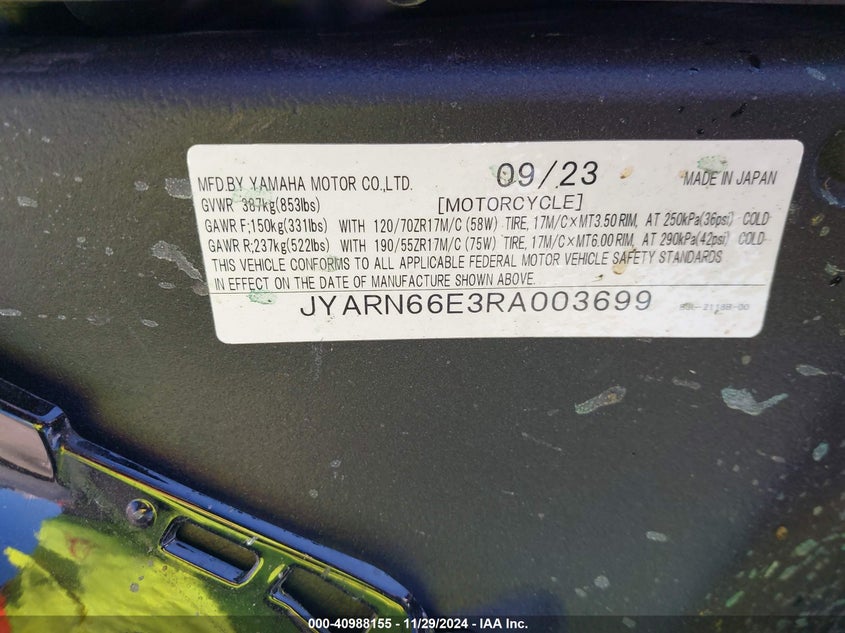 MFD.BY YAMAHA MOTOR CO.,LTD. 09/23 MADE IN JAPAN
GVWR 387kg(853lbs) [MOTORCYCLE]
GAWR F;150kg(331lbs) WITH 120/70ZR17M/C (58W) TIRE, 17M/C×MT3.50 RIM, AT 250kPa(36psi) COLD
GAWR R;237kg(522lbs) WITH 190/55ZR17M/C (75W) TIRE, 17M/C×MT6.00 RIM, AT 290kPa(42psi) COLD
THIS VEHICLE CONFORMS TO ALL APPLICABLE FEDERAL MOTOR VEHICLE SAFETY STANDARDS
IN EFFECT ON THE DATE OF MANUFACTURE SHOWN ABOVE.
JYARN66E3RA003699
000-40988155 - 11/29/2024 - IAA Inc.